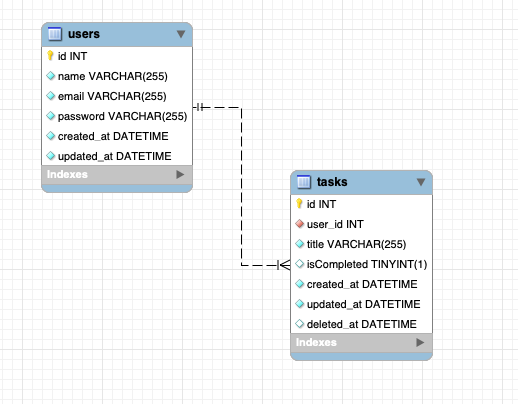 users
id INT
name VARCHAR(255)
email VARCHAR(255)
password VARCHAR(255)
created_at DATETIME
updated_at DATETIME
Indexes
tasks
id INT
user_id INT
title VARCHAR(255)
isCompleted TINYINT(1)
created_at DATETIME
updated_at DATETIME
deleted_at DATETIME
Indexes